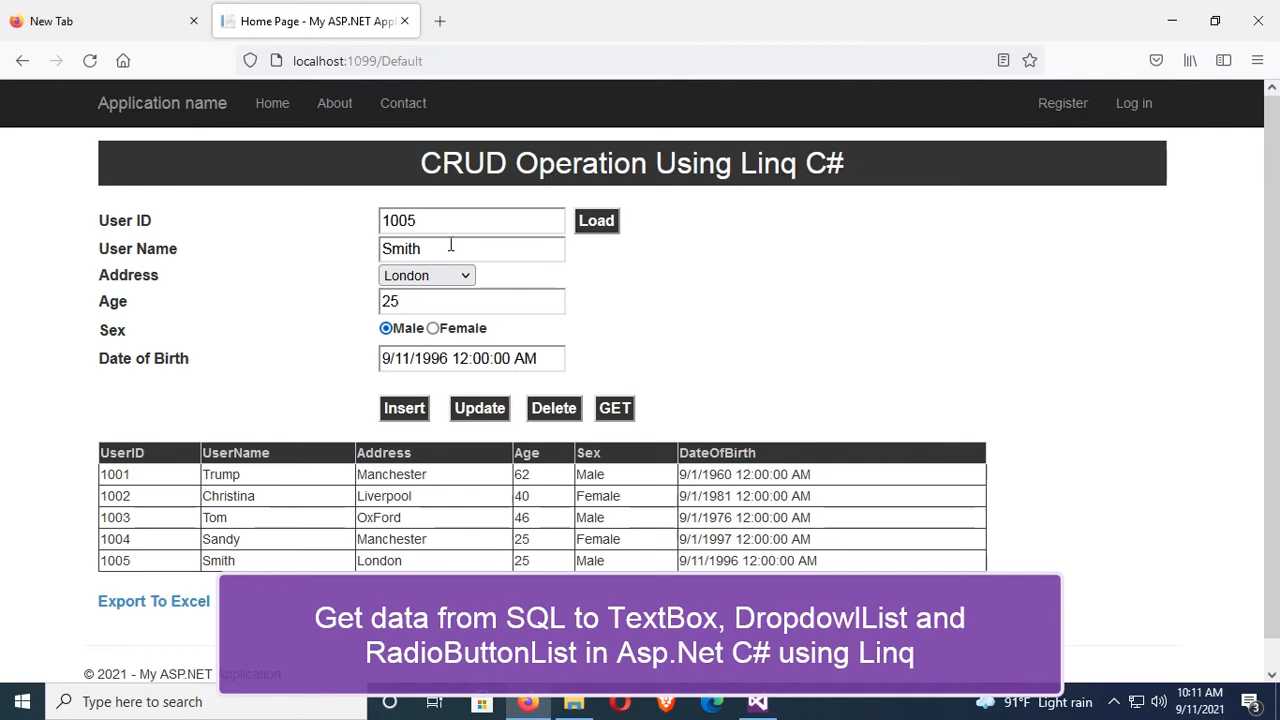 New Tab
Home Page - My ASP.NET Appl
localhost:1099/Default
Application name Home About Contact Register Log in
CRUD Operation Using Linq C#
User ID 1005 Load
User Name Smith
Address London
Age 25
Sex Male Female
Date of Birth 9/11/1996 12:00:00 AM
Insert Update Delete GET
UserID UserName Address Age Sex DateOfBirth
1001 Trump Manchester 62 Male 9/1/1960 12:00:00 AM
1002 Christina Liverpool 40 Female 9/1/1981 12:00:00 AM
1003 Tom OxFord 46 Male 9/1/1976 12:00:00 AM
1004 Sandy Manchester 25 Female 9/1/1997 12:00:00 AM
1005 Smith London 25 Male 9/11/1996 12:00:00 AM
Export To Excel
Get data from SQL to TextBox, DropdowlList and
RadioButtonList in Asp.Net C# using Linq
© 2021 - My ASP.NET Application
Type here to search
91°F Light rain
10:11 AM
9/11/2021
3